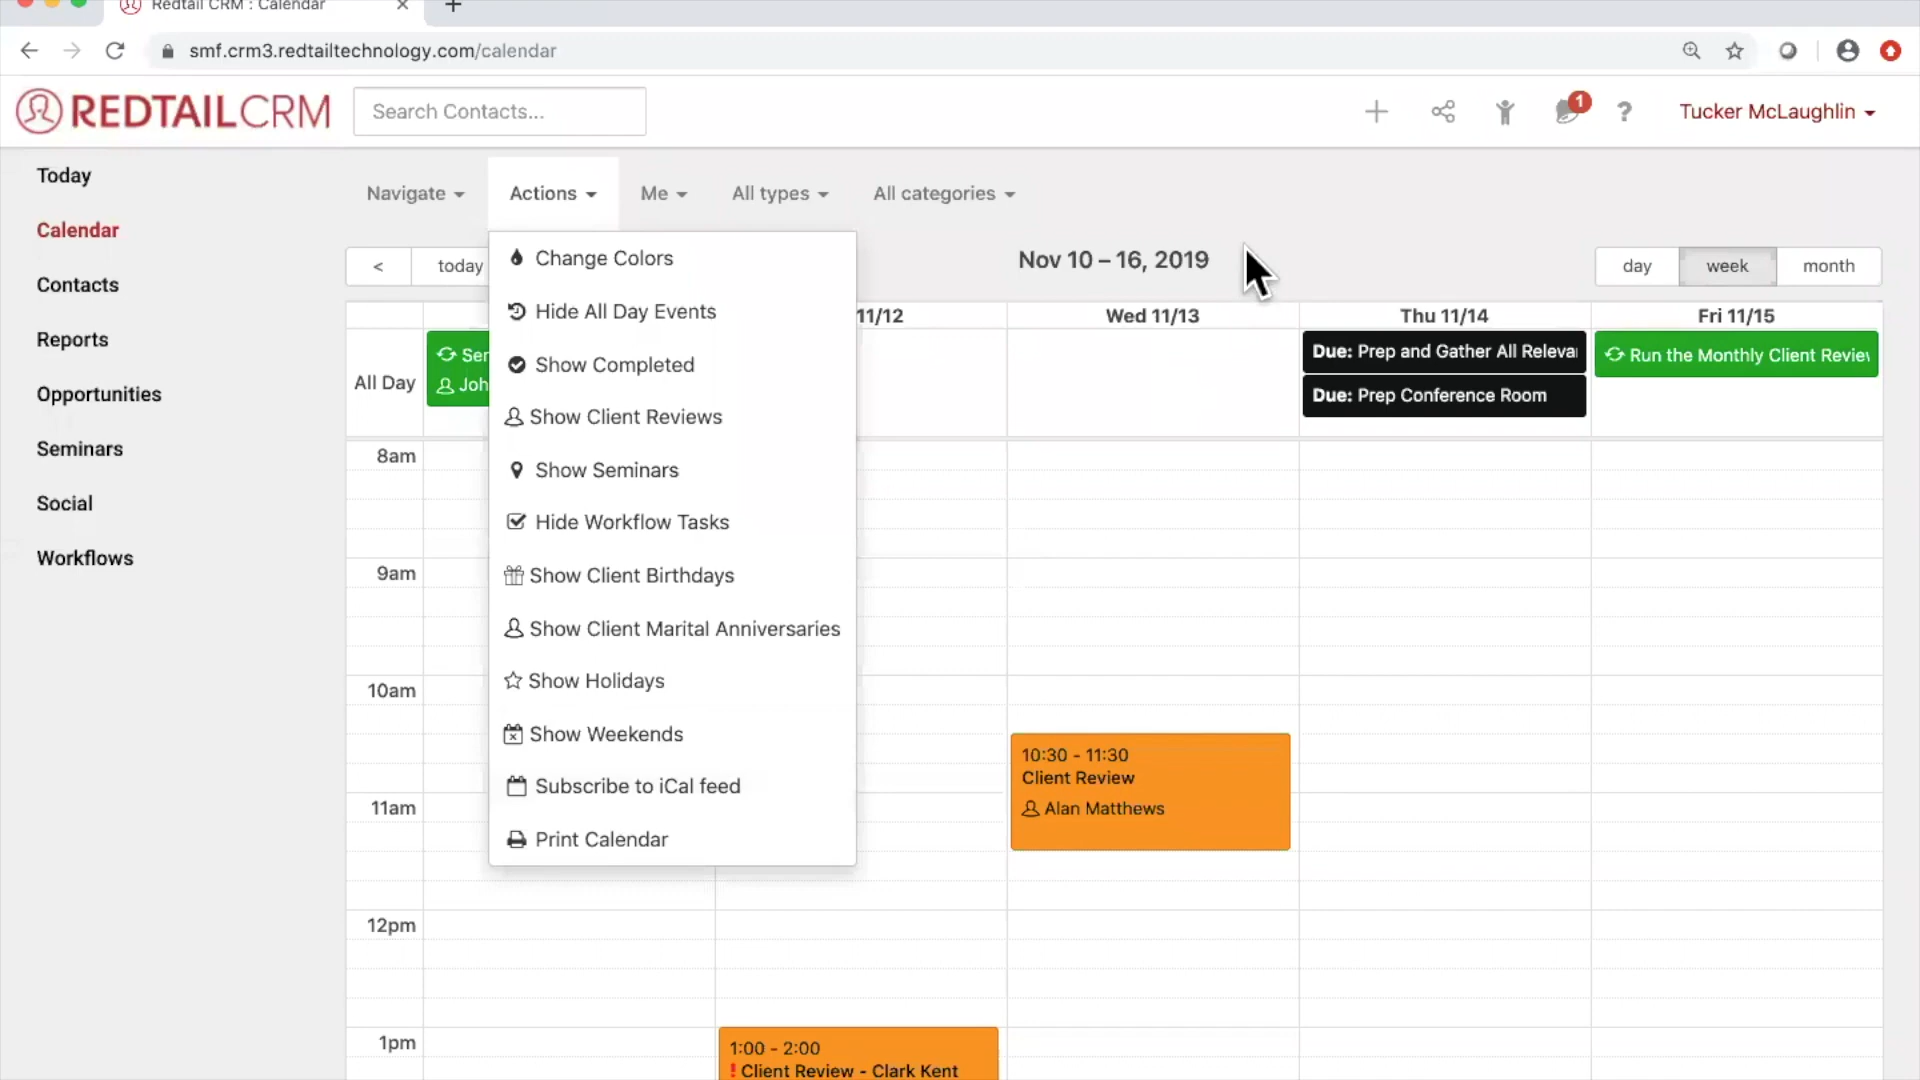 Redtail CRM : Calendar
smf.crm3.redtailtechnology.com/calendar
REDTAILCRM
Search Contacts...
1
?
Tucker McLaughlin
Today
Calendar
Contacts
Reports
Opportunities
Seminars
Social
Workflows
Navigate
Actions
Me
All types
All categories
< today
Nov 10 – 16, 2019
day
week
month
Change Colors
Hide All Day Events
Show Completed
Show Client Reviews
Show Seminars
Hide Workflow Tasks
Show Client Birthdays
Show Client Marital Anniversaries
Show Holidays
Show Weekends
Subscribe to iCal feed
Print Calendar
11/12
Wed 11/13
Thu 11/14
Fri 11/15
All Day
Ser
Joh
Due: Prep and Gather All Releva
Due: Prep Conference Room
Run the Monthly Client Review
8am
9am
10am
11am
12pm
1pm
10:30 - 11:30
Client Review
Alan Matthews
1:00 - 2:00
! Client Review - Clark Kent